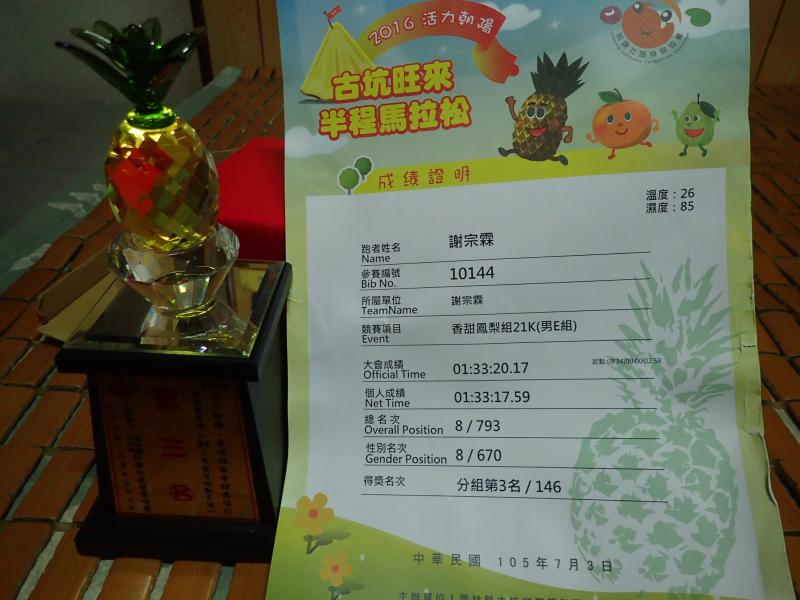 2016 活力朝陽
古坑旺來
半程馬拉松
成績證明
溫度：26
濕度：85
跑者姓名 謝宗霖
Name
參賽編號 10144
Bib No.
所屬單位 謝宗霖
TeamName
競賽項目 香甜鳳梨組21K(男E組)
Event
大會成績 01:33:20.17
Official Time
個人成績 01:33:17.59
Net Time
總名次 8 / 793
Overall Position
性別名次 8 / 670
Gender Position
得獎名次 分組第3名 / 146
中華民國 105年7月3日
第三名